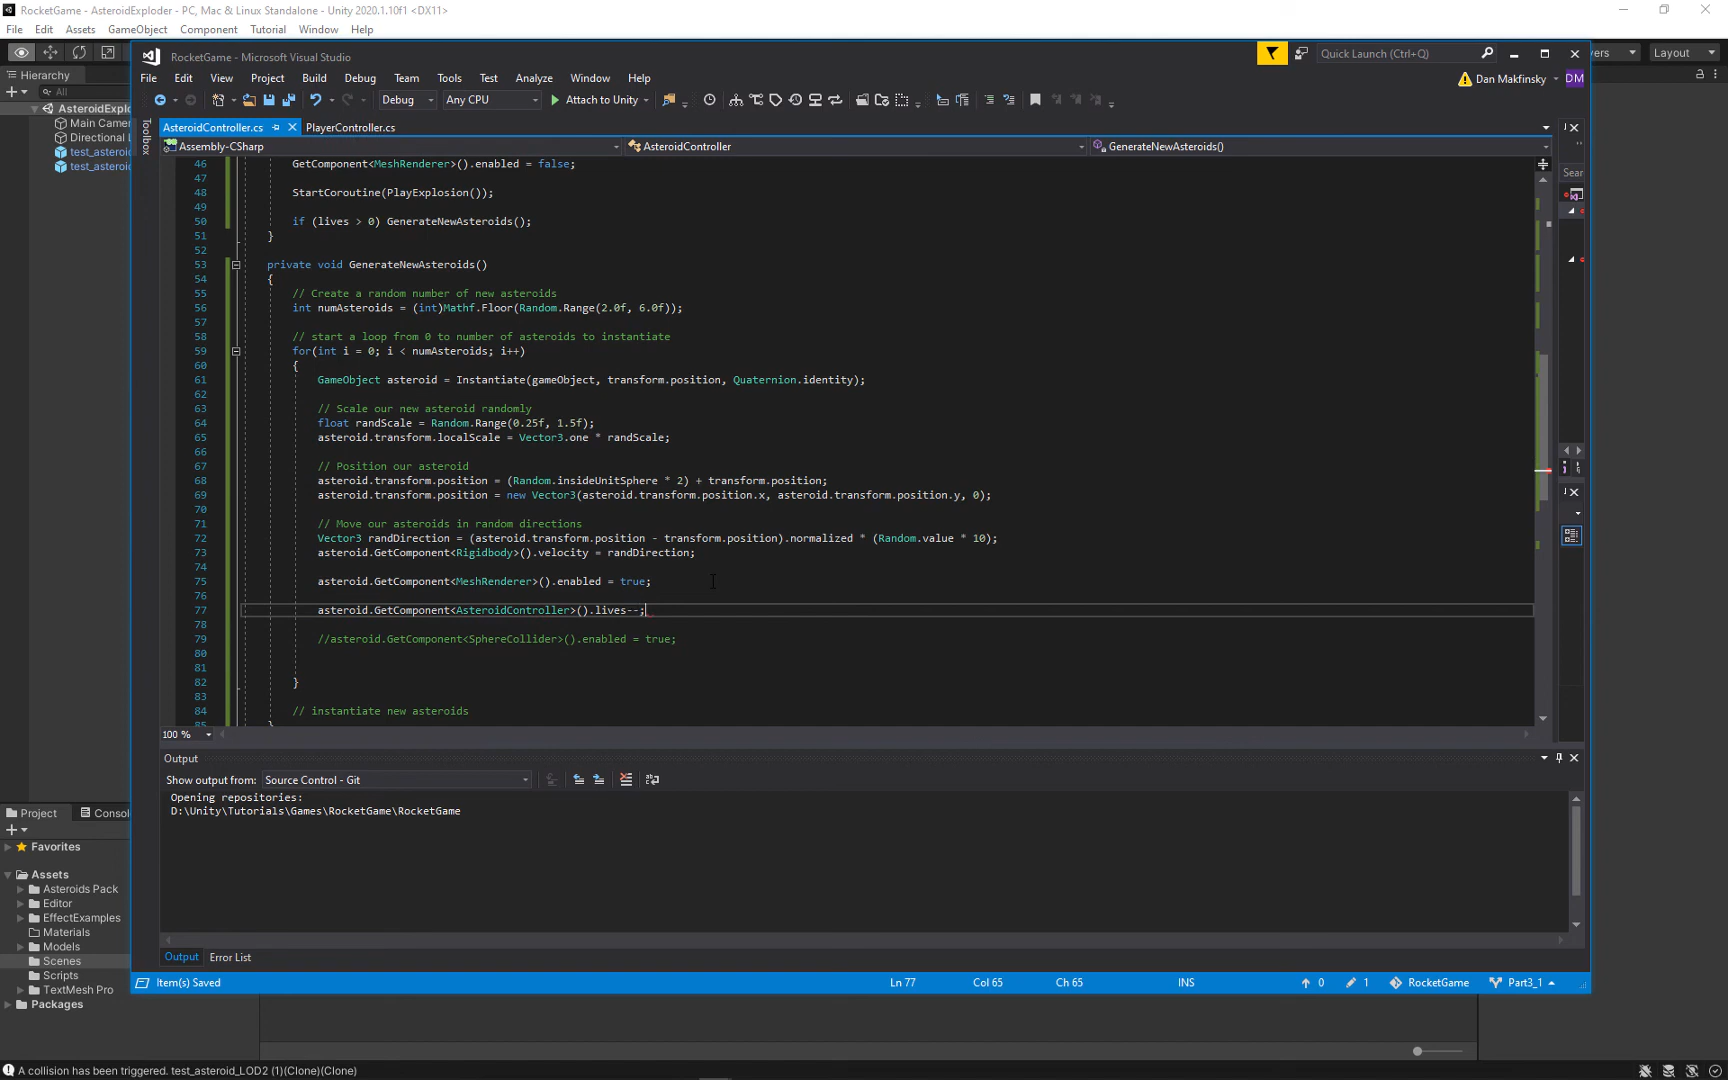 RocketGame - AsteroidExploder - PC, Mac & Linux Standalone - Unity 2020.1.10f1 <DX11>
File Edit Assets GameObject Component Tutorial Window Help
Layout
Hierarchy
All
AsteroidExplo
Main Camer
Directional L
test_asteroid
test_asteroid
RocketGame - Microsoft Visual Studio
Quick Launch (Ctrl+Q)
File Edit View Project Build Debug Team Tools Test Analyze Window Help
Dan Makfinsky DM
Debug Any CPU Attach to Unity
Toolbox
AsteroidController.cs PlayerController.cs
Assembly-CSharp AsteroidController GenerateNewAsteroids()
Sear
46 GetComponent<MeshRenderer>().enabled = false;
47
48 StartCoroutine(PlayExplosion());
49
50 if (lives > 0) GenerateNewAsteroids();
51 }
52
53 private void GenerateNewAsteroids()
54 {
55 // Create a random number of new asteroids
56 int numAsteroids = (int)Mathf.Floor(Random.Range(2.0f, 6.0f));
57
58 // start a loop from 0 to number of asteroids to instantiate
59 for(int i = 0; i < numAsteroids; i++)
60 {
61 GameObject asteroid = Instantiate(gameObject, transform.position, Quaternion.identity);
62
63 // Scale our new asteroid randomly
64 float randScale = Random.Range(0.25f, 1.5f);
65 asteroid.transform.localScale = Vector3.one * randScale;
66
67 // Position our asteroid
68 asteroid.transform.position = (Random.insideUnitSphere * 2) + transform.position;
69 asteroid.transform.position = new Vector3(asteroid.transform.position.x, asteroid.transform.position.y, 0);
70
71 // Move our asteroids in random directions
72 Vector3 randDirection = (asteroid.transform.position - transform.position).normalized * (Random.value * 10);
73 asteroid.GetComponent<Rigidbody>().velocity = randDirection;
74
75 asteroid.GetComponent<MeshRenderer>().enabled = true;
76
77 asteroid.GetComponent<AsteroidController>().lives--;
78
79 //asteroid.GetComponent<SphereCollider>().enabled = true;
80
81
82 }
83
84 // instantiate new asteroids
85 }
100 %
Output
Show output from: Source Control - Git
Opening repositories:
D:\Unity\Tutorials\Games\RocketGame\RocketGame
Output Error List
Item(s) Saved Ln 77 Col 65 Ch 65 INS 0 1 RocketGame Part3_1
Project Consol
Favorites
Assets
Asteroids Pack
Editor
EffectExamples
Materials
Models
Scenes
Scripts
TextMesh Pro
Packages
A collision has been triggered. test_asteroid_LOD2 (1)(Clone)(Clone)